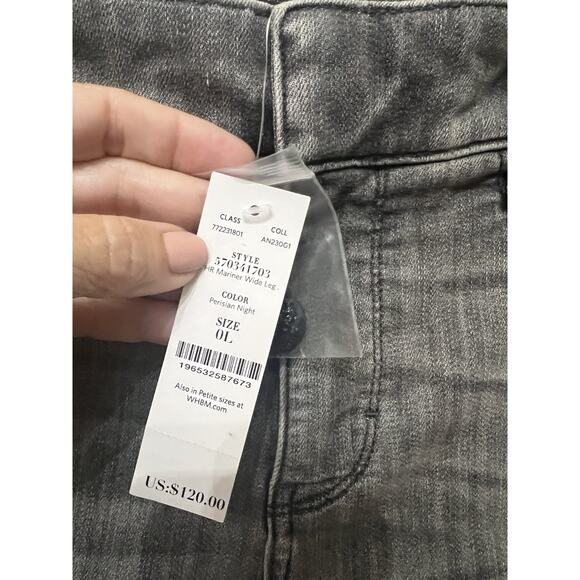 CLASS COLL
772231801 AN230G1
STYLE
570341703
HR Mariner Wide Leg.
COLOR
Perisian Night
SIZE
0L
196532587673
Also in Petite sizes at
WHBM.com
US:$120.00